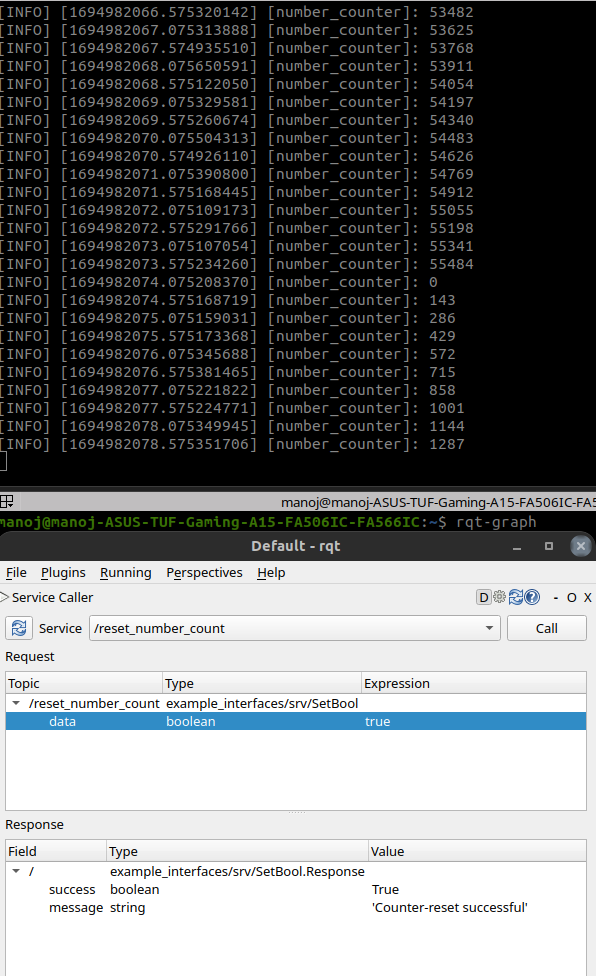 [INFO] [1694982066.575320142] [number_counter]: 53482
[INFO] [1694982067.075313888] [number_counter]: 53625
[INFO] [1694982067.574935510] [number_counter]: 53768
[INFO] [1694982068.075650591] [number_counter]: 53911
[INFO] [1694982068.575122050] [number_counter]: 54054
[INFO] [1694982069.075329581] [number_counter]: 54197
[INFO] [1694982069.575260674] [number_counter]: 54340
[INFO] [1694982070.075504313] [number_counter]: 54483
[INFO] [1694982070.574926110] [number_counter]: 54626
[INFO] [1694982071.075390800] [number_counter]: 54769
[INFO] [1694982071.575168445] [number_counter]: 54912
[INFO] [1694982072.075109173] [number_counter]: 55055
[INFO] [1694982072.575291766] [number_counter]: 55198
[INFO] [1694982073.075107054] [number_counter]: 55341
[INFO] [1694982073.575234260] [number_counter]: 55484
[INFO] [1694982074.075208370] [number_counter]: 0
[INFO] [1694982074.575168719] [number_counter]: 143
[INFO] [1694982075.075159031] [number_counter]: 286
[INFO] [1694982075.575173368] [number_counter]: 429
[INFO] [1694982076.075345688] [number_counter]: 572
[INFO] [1694982076.575381465] [number_counter]: 715
[INFO] [1694982077.075221822] [number_counter]: 858
[INFO] [1694982077.575224771] [number_counter]: 1001
[INFO] [1694982078.075349945] [number_counter]: 1144
[INFO] [1694982078.575351706] [number_counter]: 1287
manoj@manoj-ASUS-TUF-Gaming-A15-FA506IC-FA5
manoj@manoj-ASUS-TUF-Gaming-A15-FA506IC-FA566IC:~$ rqt-graph
Default - rqt
File Plugins Running Perspectives Help
Service Caller D - O X
Service /reset_number_count Call
Request
Topic Type Expression
/reset_number_count example_interfaces/srv/SetBool
data boolean true
Response
Field Type Value
/ example_interfaces/srv/SetBool.Response
success boolean True
message string 'Counter-reset successful'